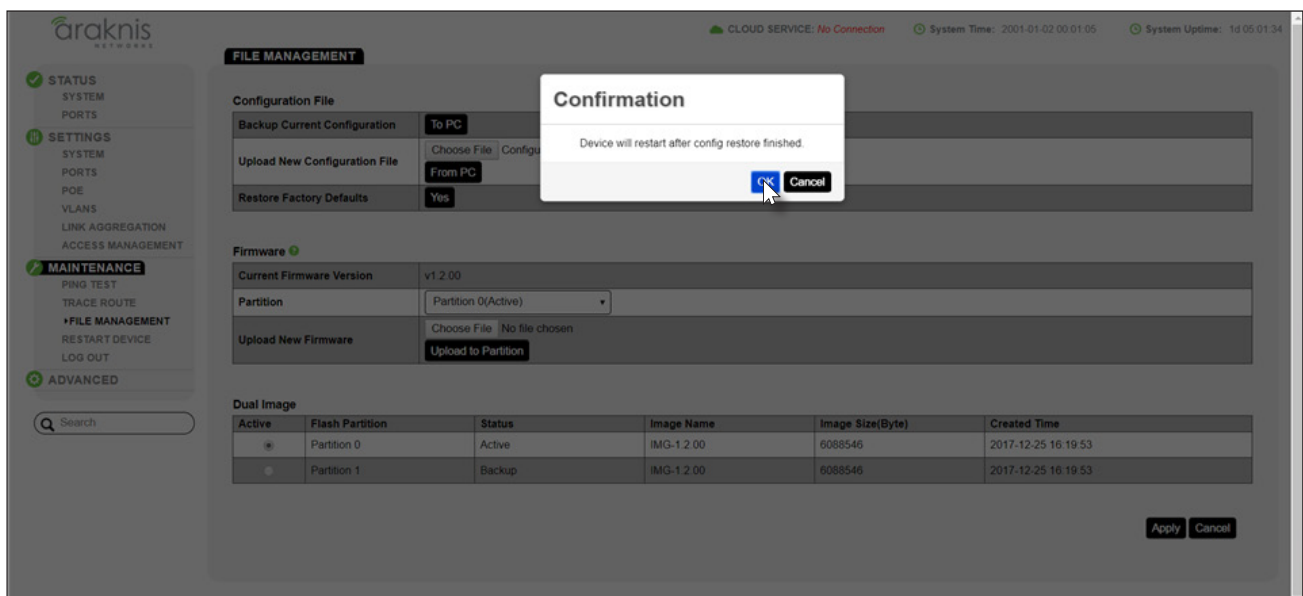 araknis
NETWORKS
CLOUD SERVICE: No Connection
System Time: 2001-01-02 00:01:05
System Uptime: 1d 05:01:34
FILE MANAGEMENT
STATUS
SYSTEM
PORTS
SETTINGS
SYSTEM
PORTS
POE
VLANS
LINK AGGREGATION
ACCESS MANAGEMENT
MAINTENANCE
PING TEST
TRACE ROUTE
FILE MANAGEMENT
RESTART DEVICE
LOG OUT
ADVANCED
Search
Configuration File
Backup Current Configuration To PC
Upload New Configuration File Choose File Configu
From PC
Restore Factory Defaults Yes
Confirmation
Device will restart after config restore finished.
OK Cancel
Firmware
Current Firmware Version v1.2.00
Partition Partition 0(Active)
Upload New Firmware Choose File No file chosen
Upload to Partition
Dual Image
Active Flash Partition Status Image Name Image Size(Byte) Created Time
Partition 0 Active IMG-1.2.00 6088546 2017-12-25 16:19:53
Partition 1 Backup IMG-1.2.00 6088546 2017-12-25 16:19:53
Apply Cancel